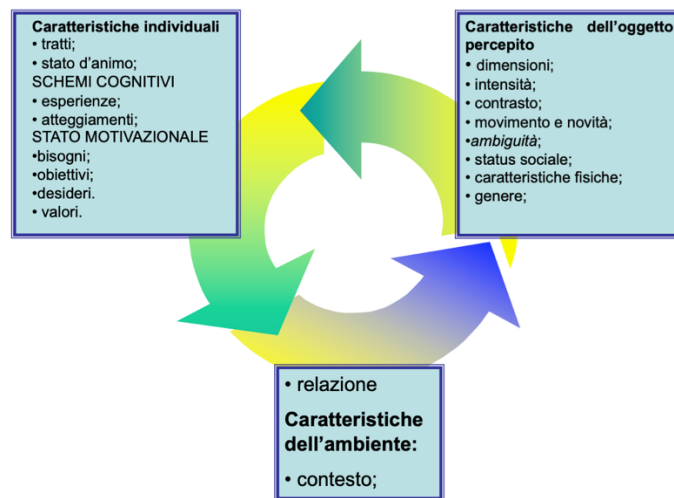 Caratteristiche individuali
• tratti;
• stato d'animo;
SCHEMI COGNITIVI
• esperienze;
• atteggiamenti;
STATO MOTIVAZIONALE
•bisogni;
•obiettivi;
•desideri.
• valori.
Caratteristiche dell'oggetto
percepito
• dimensioni;
• intensità;
• contrasto;
• movimento e novità;
•ambiguità;
• status sociale;
• caratteristiche fisiche;
• genere;
• relazione
Caratteristiche
dell'ambiente:
• contesto;